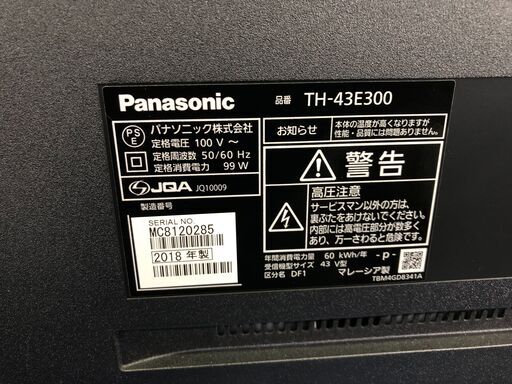 Panasonic
品番 TH-43E300
PS
E
パナソニック株式会社
定格電圧 100 V ～
定格周波数 50/60 Hz
定格消費電力 99 W
JQA JQ10009
製造番号
SERIAL NO
MC8120285
2018 年製
お知らせ
本体の温度が高くなりますが
性能・品質には問題ありません。
警告
高圧注意
サービスマン以外の方は、
裏ぶたをあけないでください。
内部には高電圧部分が数多く
あり、万一さわると危険です。
年間消費電力量 60 kWh/年
受信機型サイズ 43 V型
区分名 DF1
-p-
マレーシア製
TBM4GD8341A